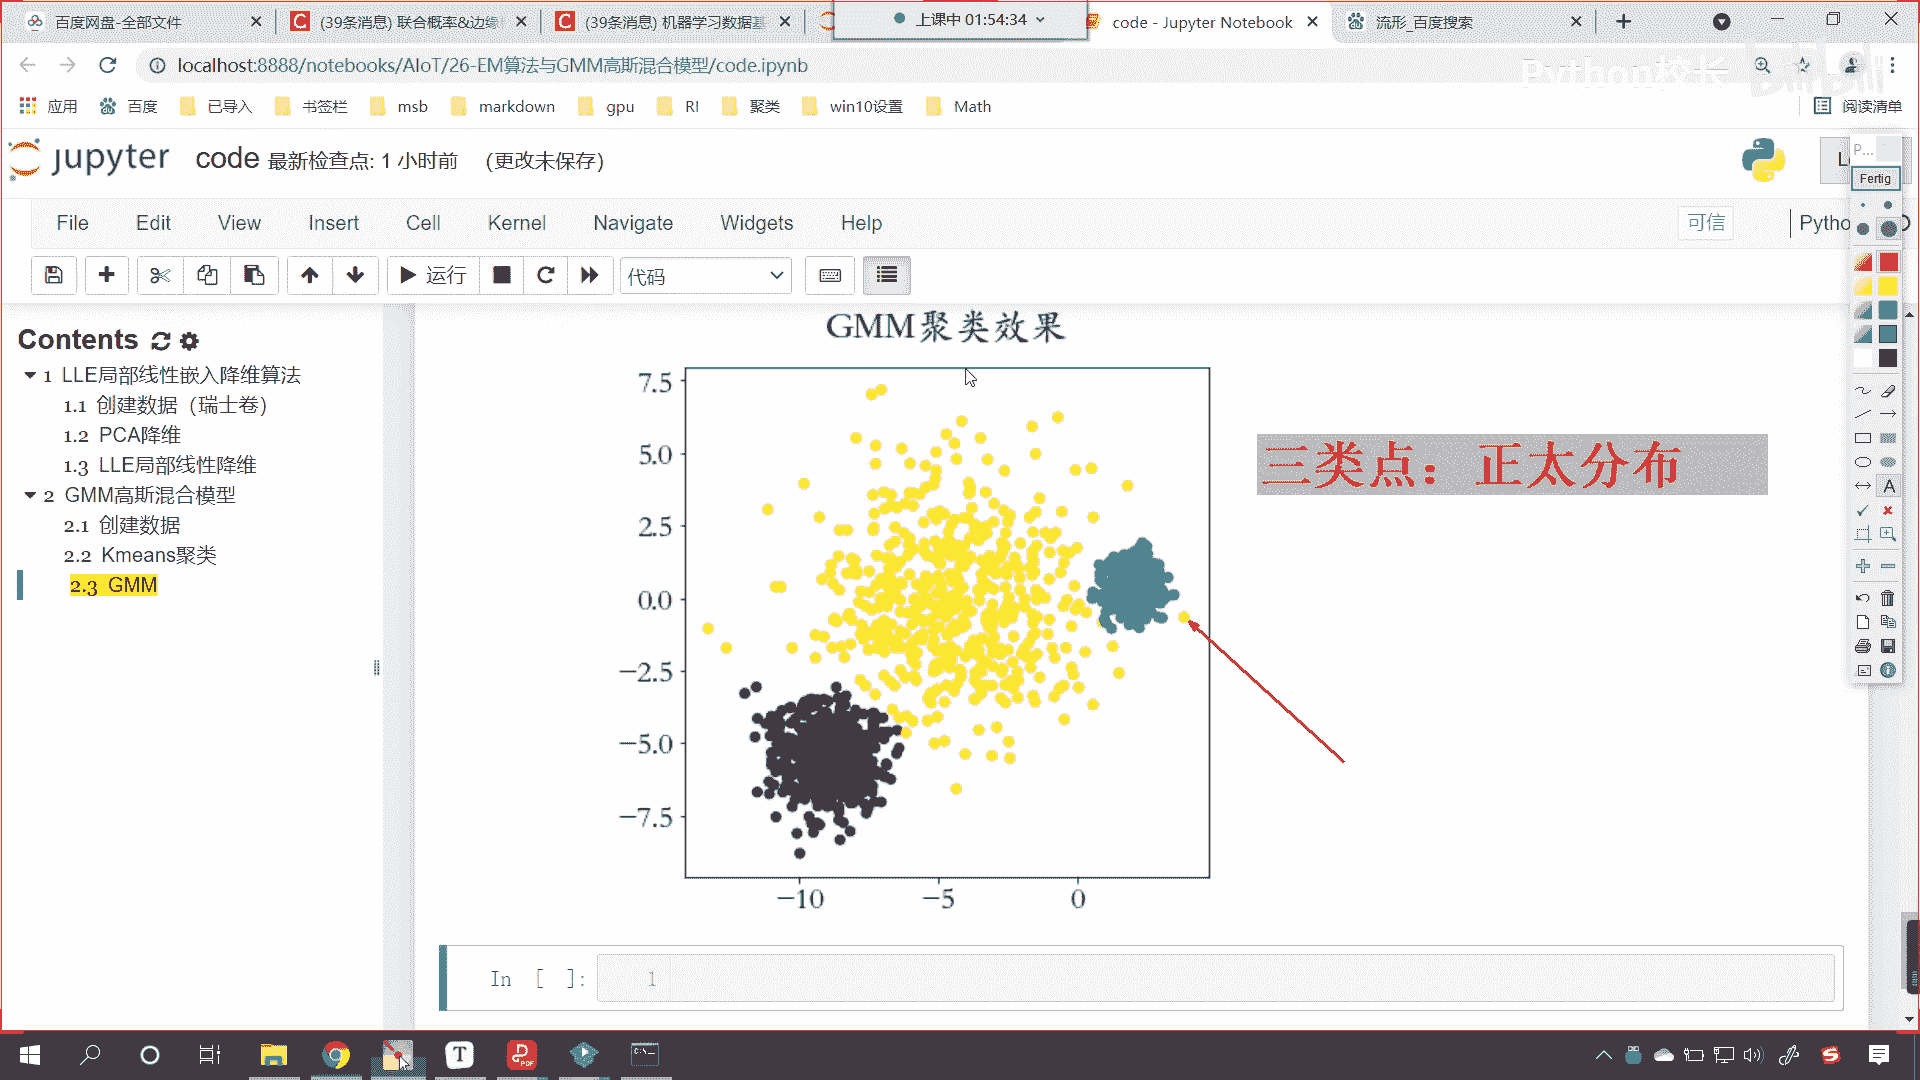 百度网盘-全部文件
(39条消息) 联合概率&边缘
(39条消息) 机器学习数据基
上课中 01:54:34
code - Jupyter Notebook
流形_百度搜索
localhost:8888/notebooks/AIoT/26-EM算法与GMM高斯混合模型/code.ipynb
Python校长
bilibili
应用
百度
已导入
书签栏
msb
markdown
gpu
RI
聚类
win10设置
Math
阅读清单
jupyter
code 最新检查点: 1 小时前 (更改未保存)
P...
Fertig
File
Edit
View
Insert
Cell
Kernel
Navigate
Widgets
Help
可信
Pytho
运行
代码
Contents
1 LLE局部线性嵌入降维算法
1.1 创建数据（瑞士卷）
1.2 PCA降维
1.3 LLE局部线性降维
2 GMM高斯混合模型
2.1 创建数据
2.2 Kmeans聚类
2.3 GMM
GMM聚类效果
7.5
5.0
2.5
0.0
−2.5
−5.0
−7.5
−10
−5
0
三类点：正太分布
In [ ]:
1